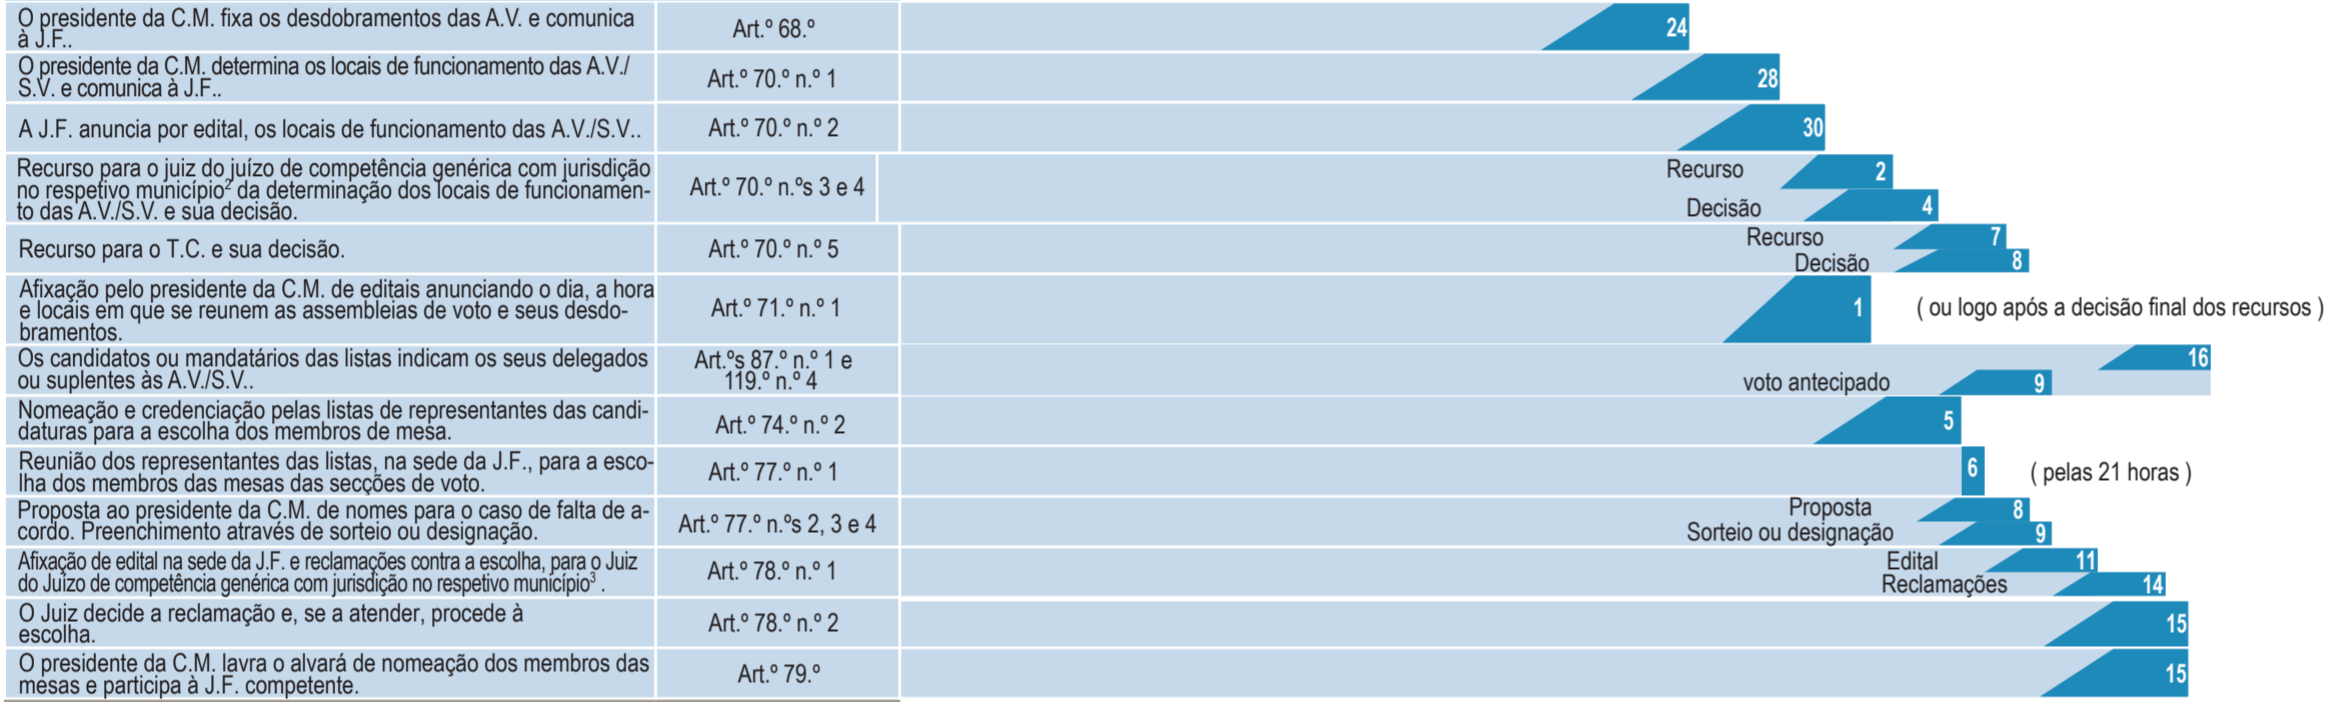 O presidente da C.M. fixa os desdobramentos das A.V. e comunica
à J.F..
Art.º 68.º
24
O presidente da C.M. determina os locais de funcionamento das A.V./
S.V. e comunica à J.F..
Art.º 70.º n.º 1
28
A J.F. anuncia por edital, os locais de funcionamento das A.V./S.V..
Art.º 70.º n.º 2
30
Recurso para o juiz do juízo de competência genérica com jurisdição
no respetivo município² da determinação dos locais de funcionamen-
to das A.V./S.V. e sua decisão.
Art.º 70.º n.ºs 3 e 4
Recurso 2
Decisão 4
Recurso para o T.C. e sua decisão.
Art.º 70.º n.º 5
Recurso 7
Decisão 8
Afixação pelo presidente da C.M. de editais anunciando o dia, a hora
e locais em que se reunem as assembleias de voto e seus desdo-
bramentos.
Art.º 71.º n.º 1
1 ( ou logo após a decisão final dos recursos )
Os candidatos ou mandatários das listas indicam os seus delegados
ou suplentes às A.V./S.V..
Art.ºs 87.º n.º 1 e
119.º n.º 4
16
voto antecipado 9
Nomeação e credenciação pelas listas de representantes das candi-
daturas para a escolha dos membros de mesa.
Art.º 74.º n.º 2
5
Reunião dos representantes das listas, na sede da J.F., para a esco-
lha dos membros das mesas das secções de voto.
Art.º 77.º n.º 1
6 ( pelas 21 horas )
Proposta ao presidente da C.M. de nomes para o caso de falta de a-
cordo. Preenchimento através de sorteio ou designação.
Art.º 77.º n.ºs 2, 3 e 4
Proposta 8
Sorteio ou designação 9
Afixação de edital na sede da J.F. e reclamações contra a escolha, para o Juiz
do Juízo de competência genérica com jurisdição no respetivo município³ .
Art.º 78.º n.º 1
Edital 11
Reclamações 14
O Juiz decide a reclamação e, se a atender, procede à
escolha.
Art.º 78.º n.º 2
15
O presidente da C.M. lavra o alvará de nomeação dos membros das
mesas e participa à J.F. competente.
Art.º 79.º
15